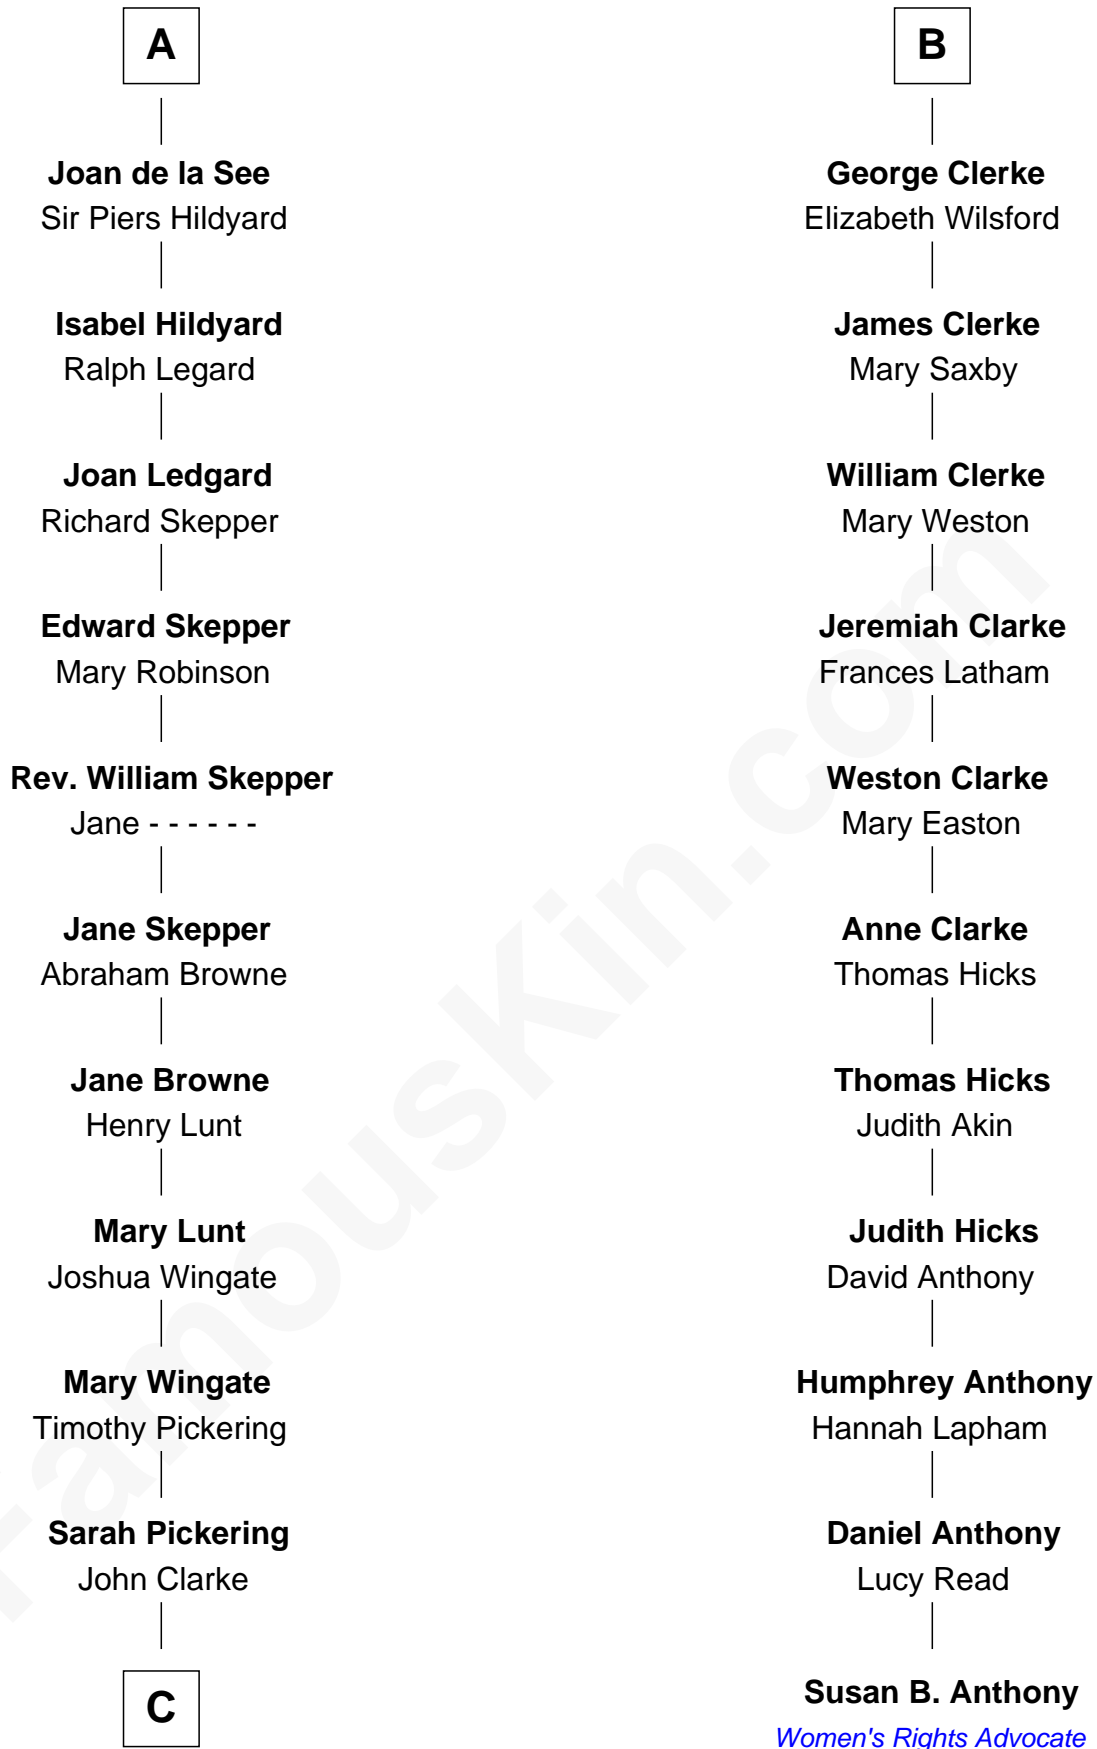 A
Joan de la See
Sir Piers Hildyard
Isabel Hildyard
Ralph Legard
Joan Ledgard
Richard Skepper
Edward Skepper
Mary Robinson
Rev. William Skepper
Jane - - - - - -
Jane Skepper
Abraham Browne
Jane Browne
Henry Lunt
Mary Lunt
Joshua Wingate
Mary Wingate
Timothy Pickering
Sarah Pickering
John Clarke
C
B
George Clerke
Elizabeth Wilsford
James Clerke
Mary Saxby
William Clerke
Mary Weston
Jeremiah Clarke
Frances Latham
Weston Clarke
Mary Easton
Anne Clarke
Thomas Hicks
Thomas Hicks
Judith Akin
Judith Hicks
David Anthony
Humphrey Anthony
Hannah Lapham
Daniel Anthony
Lucy Read
Susan B. Anthony
Women's Rights Advocate
FamousKin.com